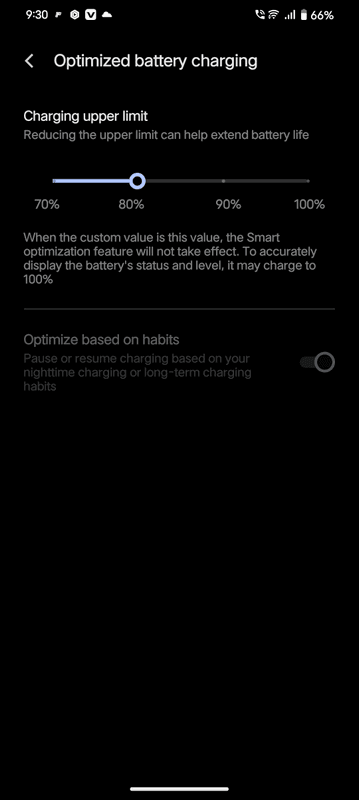 9:30 66%
Optimized battery charging
Charging upper limit
Reducing the upper limit can help extend battery life
70% 80% 90% 100%
When the custom value is this value, the Smart
optimization feature will not take effect. To accurately
display the battery's status and level, it may charge to
100%
Optimize based on habits
Pause or resume charging based on your
nighttime charging or long-term charging
habits